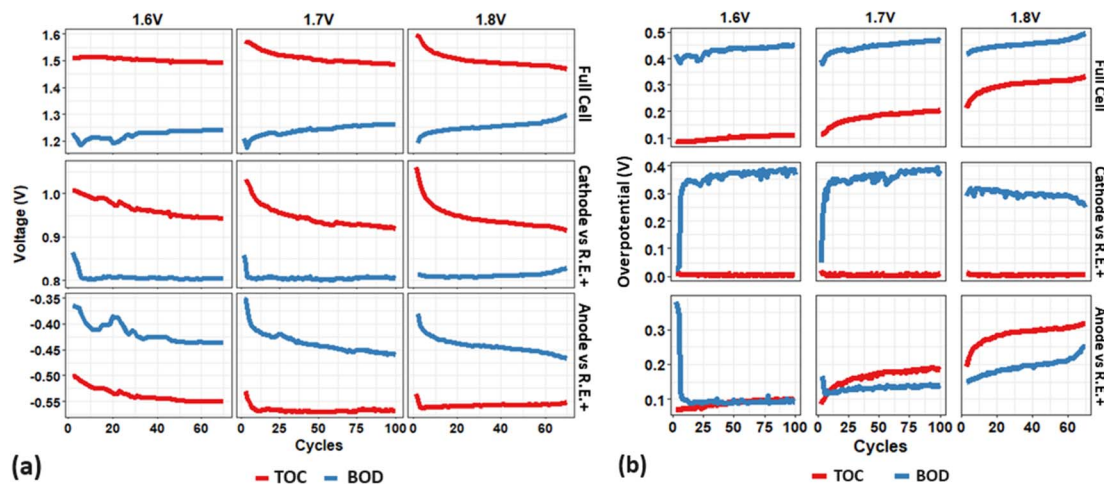 1.6V 1.7V 1.8V
1.6
1.5
1.4
1.3
1.2
Full Cell
1.0
0.9
0.8
Cathode vs R.E.+
-0.35
-0.40
-0.45
-0.50
-0.55
Anode vs R.E.+
Voltage (V)
0 20 40 60 0 25 50 75 100 0 20 40 60
Cycles
(a)
TOC BOD
1.6V 1.7V 1.8V
0.5
0.4
0.3
0.2
0.1
Full Cell
0.4
0.3
0.2
0.1
0.0
Cathode vs R.E.+
0.3
0.2
0.1
Anode vs R.E.+
Overpotential (V)
0 25 50 75 100 0 25 50 75 100 0 20 40 60
Cycles
(b)
TOC BOD